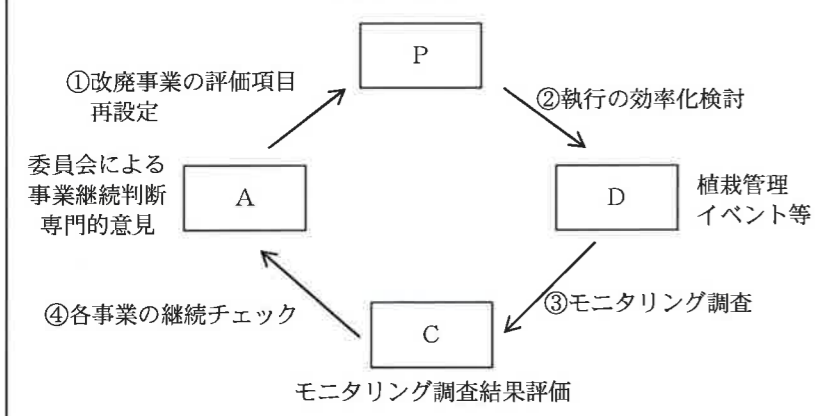 P
①改廃事業の評価項目
再設定
②執行の効率化検討
委員会による
事業継続判断
専門的意見
A
D
植栽管理
イベント等
③モニタリング調査
④各事業の継続チェック
C
モニタリング調査結果評価